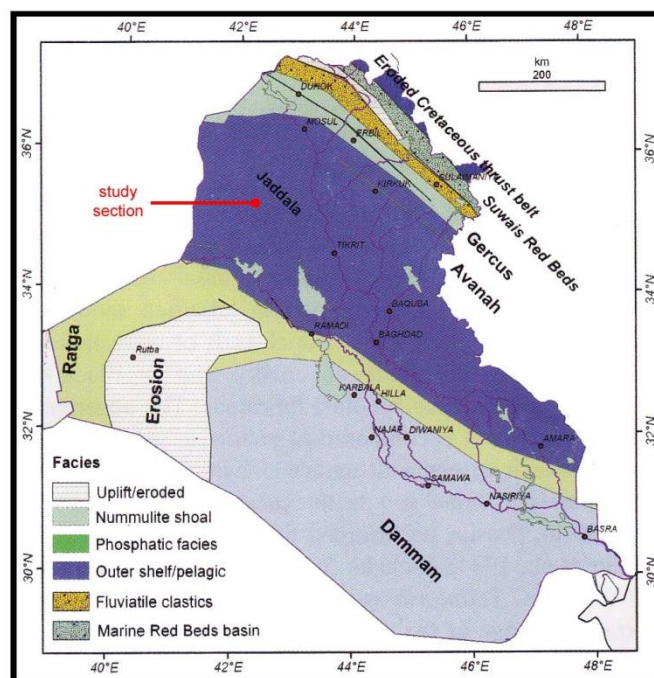 40°E
42°E
44°E
46°E
48°E
km
200
36°N
34°N
32°N
30°N
36°N
34°N
32°N
30°N
DUHOK
MOSUL
ERBIL
KIRKUK
SULAIMANIYA
Eroded Cretaceous thrust belt
Suwais Red Beds
Gercus
Avanah
Jaddala
study
section
TIKRIT
BAQUBA
BAGHDAD
RAMADI
Ratga
Rutba
Erosion
KARBALA
HILLA
NAJAF
DIWANIYA
AMARA
SAMAWA
NASIRIYA
BASRA
Dammam
Facies
Uplift/eroded
Nummulite shoal
Phosphatic facies
Outer shelf/pelagic
Fluviatile clastics
Marine Red Beds basin
40°E
42°E
44°E
46°E
48°E